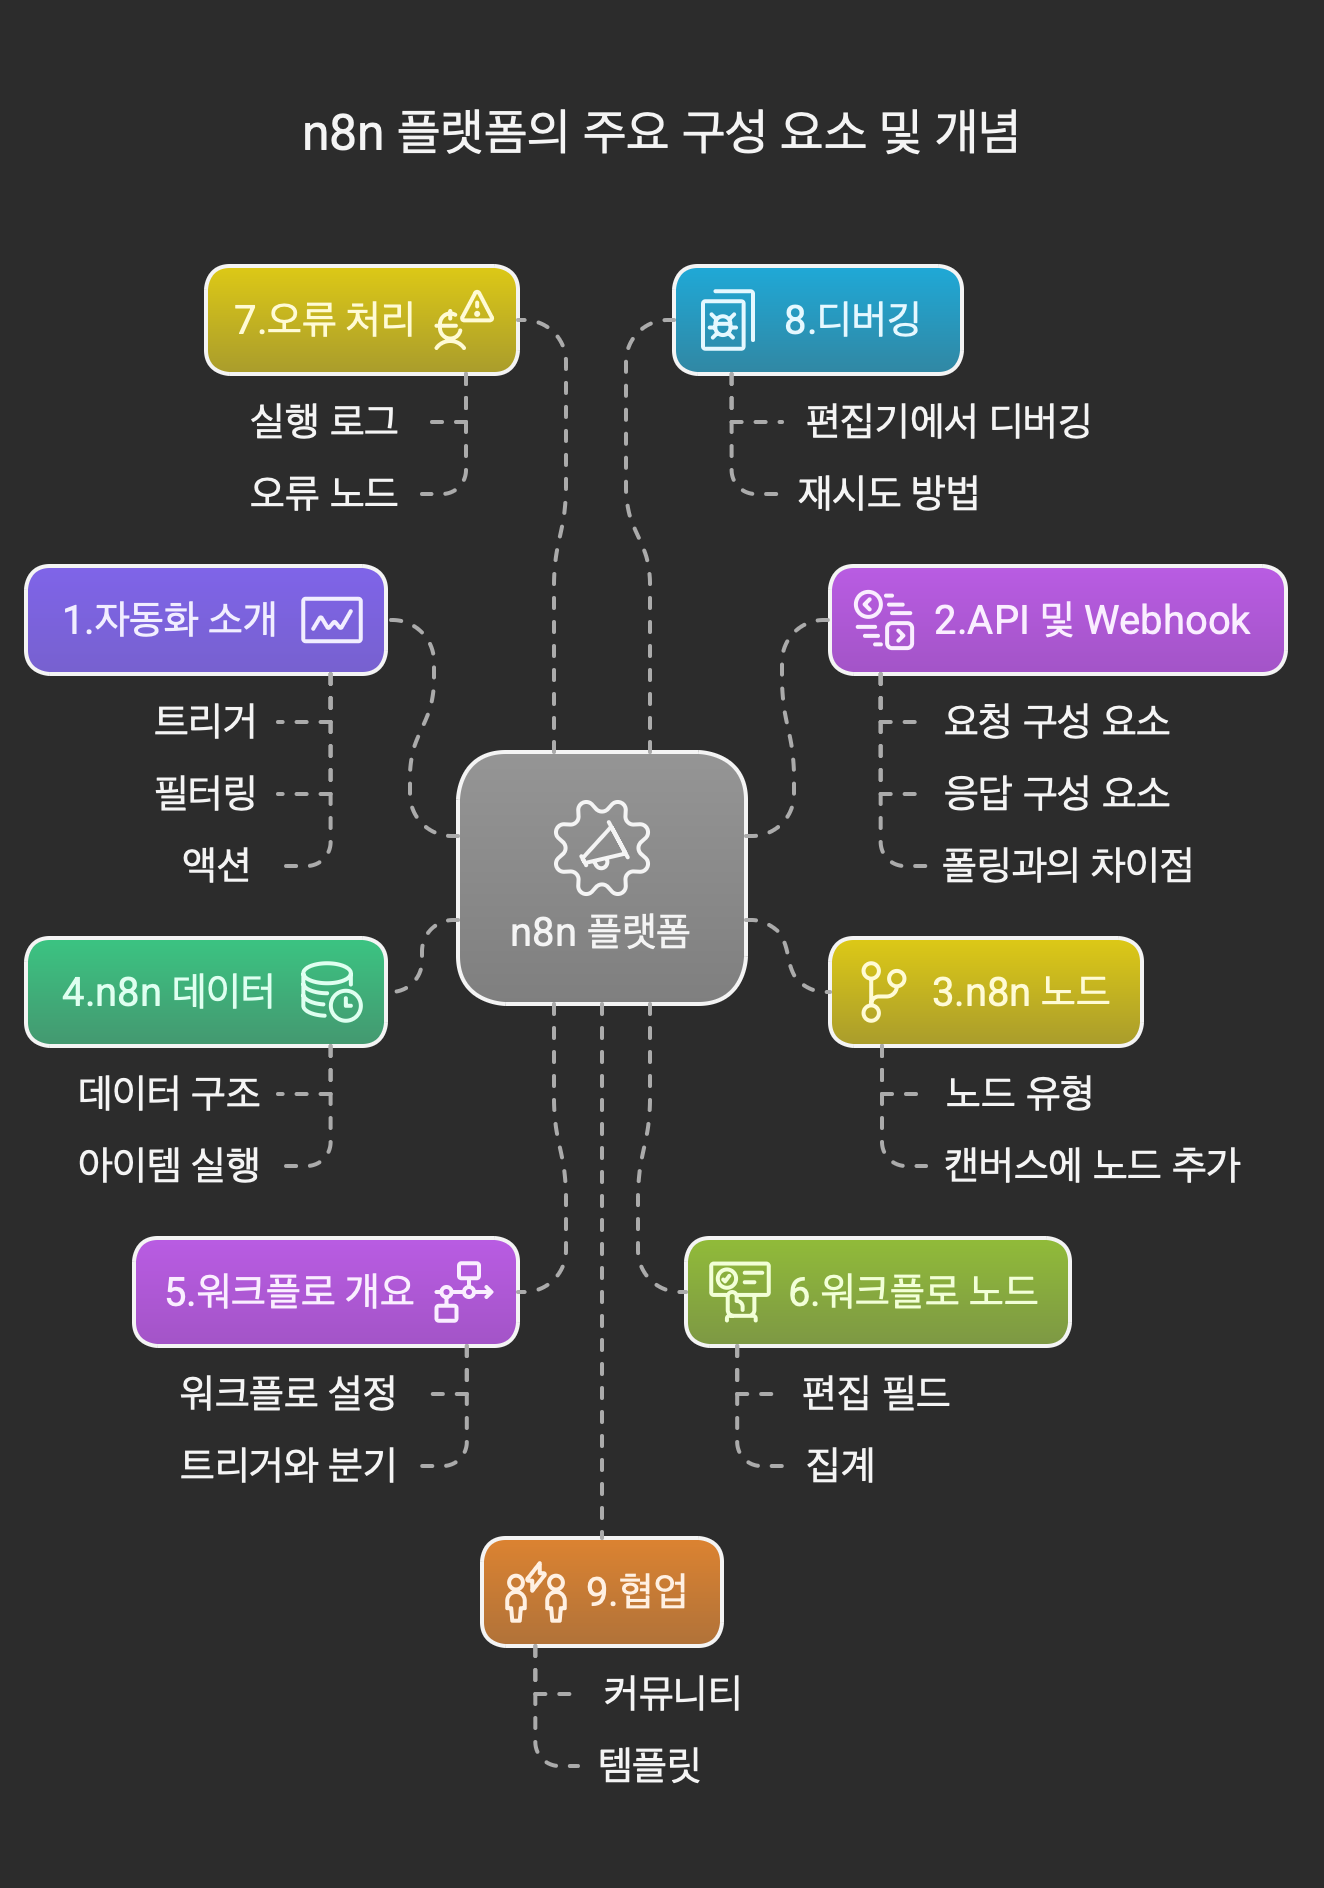 n8n 플랫폼의 주요 구성 요소 및 개념
7.오류 처리
실행 로그
오류 노드
8.디버깅
편집기에서 디버깅
재시도 방법
1.자동화 소개
트리거
필터링
액션
2.API 및 Webhook
요청 구성 요소
응답 구성 요소
폴링과의 차이점
n8n 플랫폼
4.n8n 데이터
데이터 구조
아이템 실행
3.n8n 노드
노드 유형
캔버스에 노드 추가
5.워크플로 개요
워크플로 설정
트리거와 분기
6.워크플로 노드
편집 필드
집계
9.협업
커뮤니티
템플릿